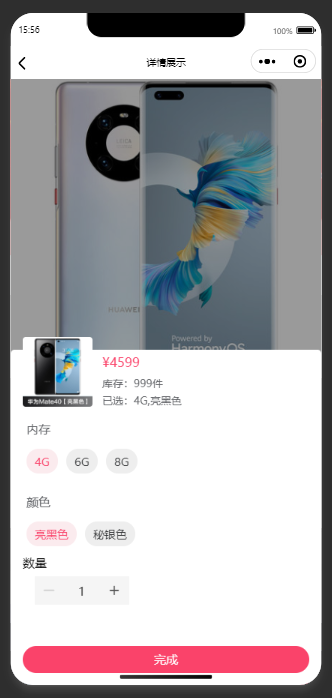 15:56
100%
详情展示
LEICA
HUAWEI
Powered by
HarmonyOS
华为Mate40【亮黑色】
¥4599
库存：999件
已选：4G,亮黑色
内存
4G 6G 8G
颜色
亮黑色 秘银色
数量
1
完成